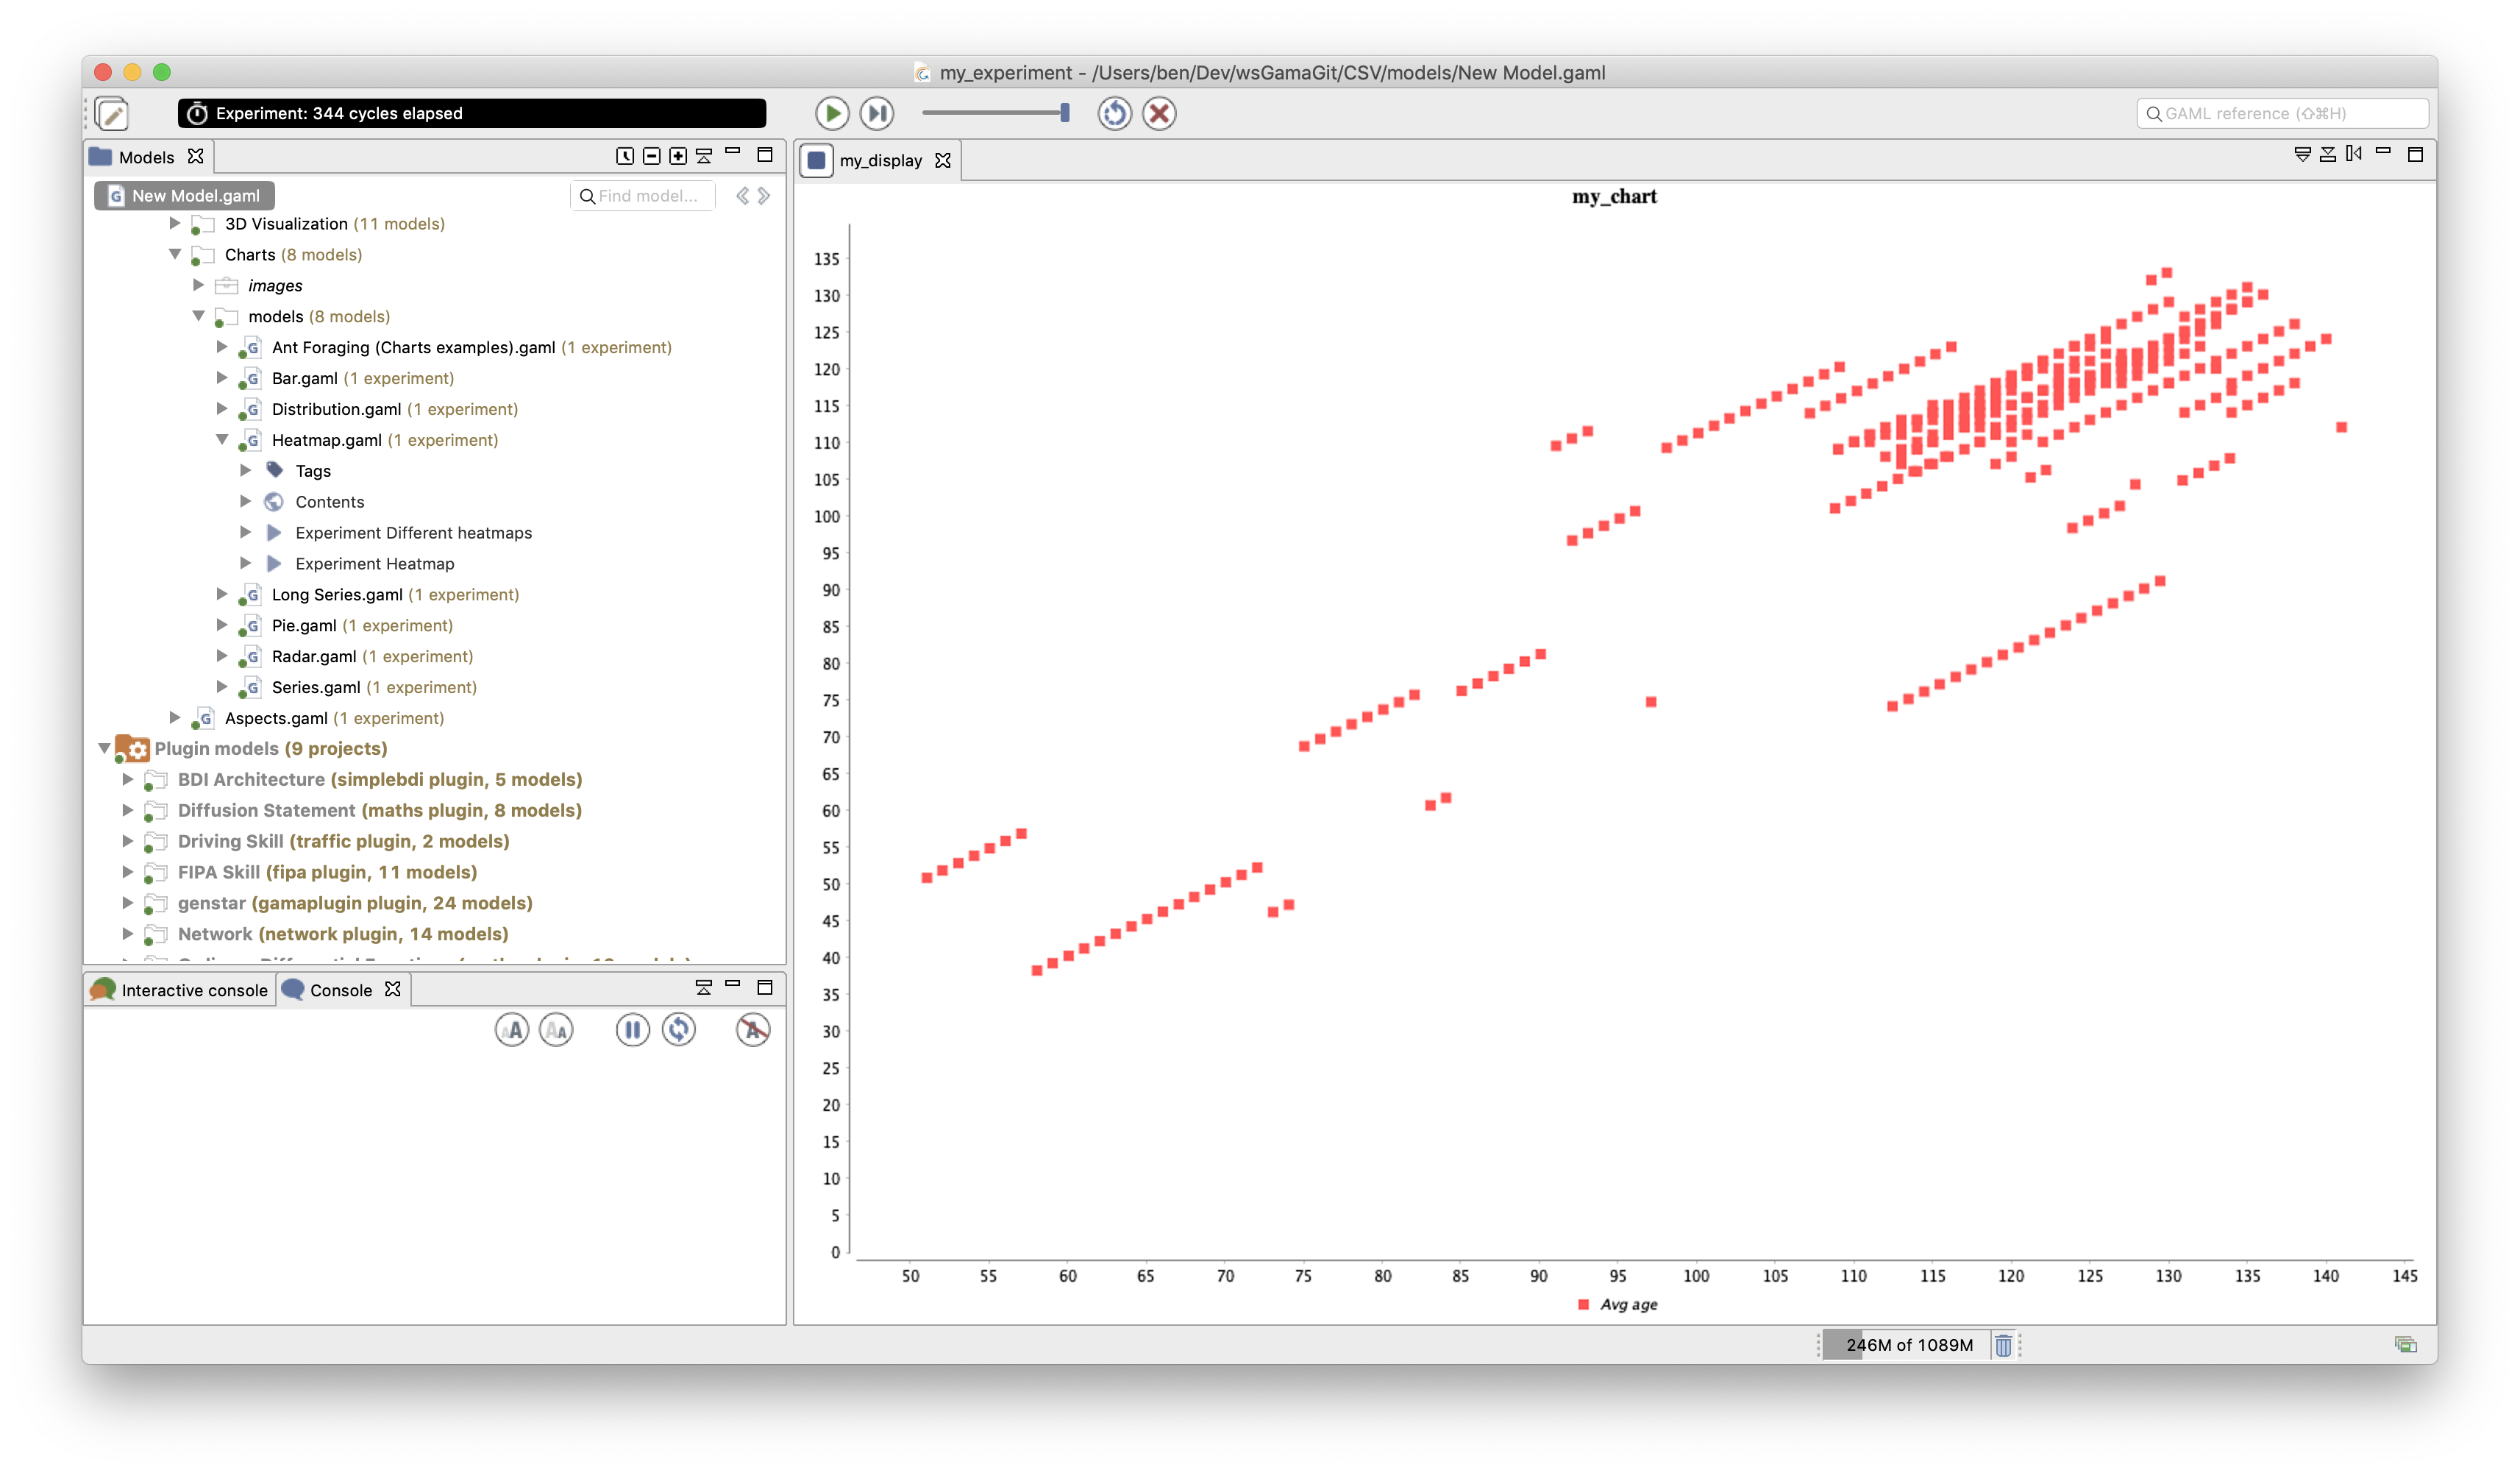 my_experiment - /Users/ben/Dev/wsGamaGit/CSV/models/New Model.gaml
Experiment: 344 cycles elapsed
GAML reference (⇧⌘H)
Models
New Model.gaml
Find model...
3D Visualization (11 models)
Charts (8 models)
images
models (8 models)
Ant Foraging (Charts examples).gaml (1 experiment)
Bar.gaml (1 experiment)
Distribution.gaml (1 experiment)
Heatmap.gaml (1 experiment)
Tags
Contents
Experiment Different heatmaps
Experiment Heatmap
Long Series.gaml (1 experiment)
Pie.gaml (1 experiment)
Radar.gaml (1 experiment)
Series.gaml (1 experiment)
Aspects.gaml (1 experiment)
Plugin models (9 projects)
BDI Architecture (simplebdi plugin, 5 models)
Diffusion Statement (maths plugin, 8 models)
Driving Skill (traffic plugin, 2 models)
FIPA Skill (fipa plugin, 11 models)
genstar (gamaplugin plugin, 24 models)
Network (network plugin, 14 models)
Interactive console
Console
my_display
my_chart
135
130
125
120
115
110
105
100
95
90
85
80
75
70
65
60
55
50
45
40
35
30
25
20
15
10
5
0
50 55 60 65 70 75 80 85 90 95 100 105 110 115 120 125 130 135 140 145
Avg age
246M of 1089M